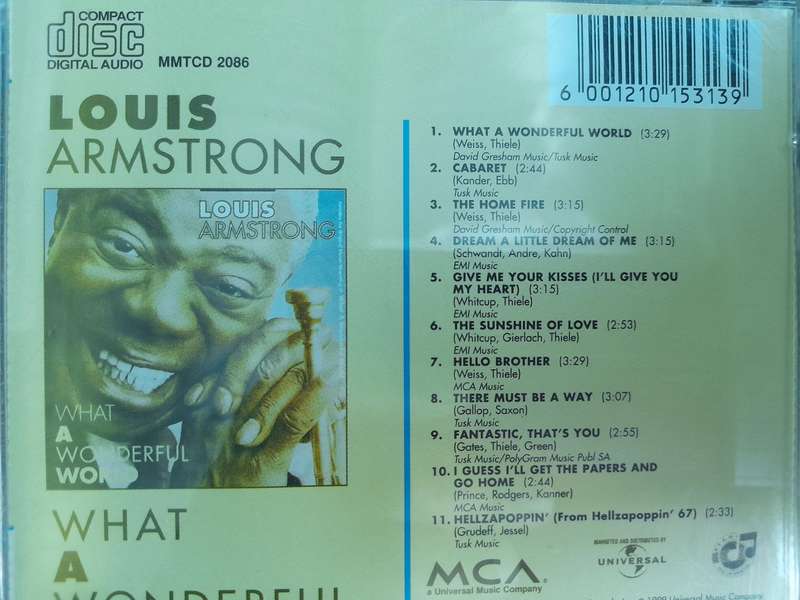 COMPACT
disc
DIGITAL AUDIO
MMTCD 2086
6 001210 153139
LOUIS
ARMSTRONG
LOUIS
ARMSTRONG
WHAT
A
WONDERFUL
WHAT
A
WONDERFUL
1. WHAT A WONDERFUL WORLD (3:29)
(Weiss, Thiele)
David Gresham Music/Tusk Music
2. CABARET (2:44)
(Kander, Ebb)
Tusk Music
3. THE HOME FIRE (3:15)
(Weiss, Thiele)
David Gresham Music/Copyright Control
4. DREAM A LITTLE DREAM OF ME (3:15)
(Schwandt, Andre, Kahn)
EMI Music
5. GIVE ME YOUR KISSES (I'LL GIVE YOU
MY HEART) (3:15)
(Whitcup, Thiele)
EMI Music
6. THE SUNSHINE OF LOVE (2:53)
(Whitcup, Gierlach, Thiele)
EMI Music
7. HELLO BROTHER (3:29)
(Weiss, Thiele)
MCA Music
8. THERE MUST BE A WAY (3:07)
(Gallop, Saxon)
Tusk Music
9. FANTASTIC, THAT'S YOU (2:55)
(Gates, Thiele, Green)
Tusk Music/PolyGram Music Publ SA
10. I GUESS I'LL GET THE PAPERS AND
GO HOME (2:44)
(Prince, Rodgers, Kanner)
MCA Music
11. HELLZAPOPPIN' (From Hellzapoppin' 67) (2:33)
(Grudeff, Jessel)
Tusk Music
MCA
a Universal Music Company
MARKETED AND DISTRIBUTED BY
UNIVERSAL
Universal Music Company